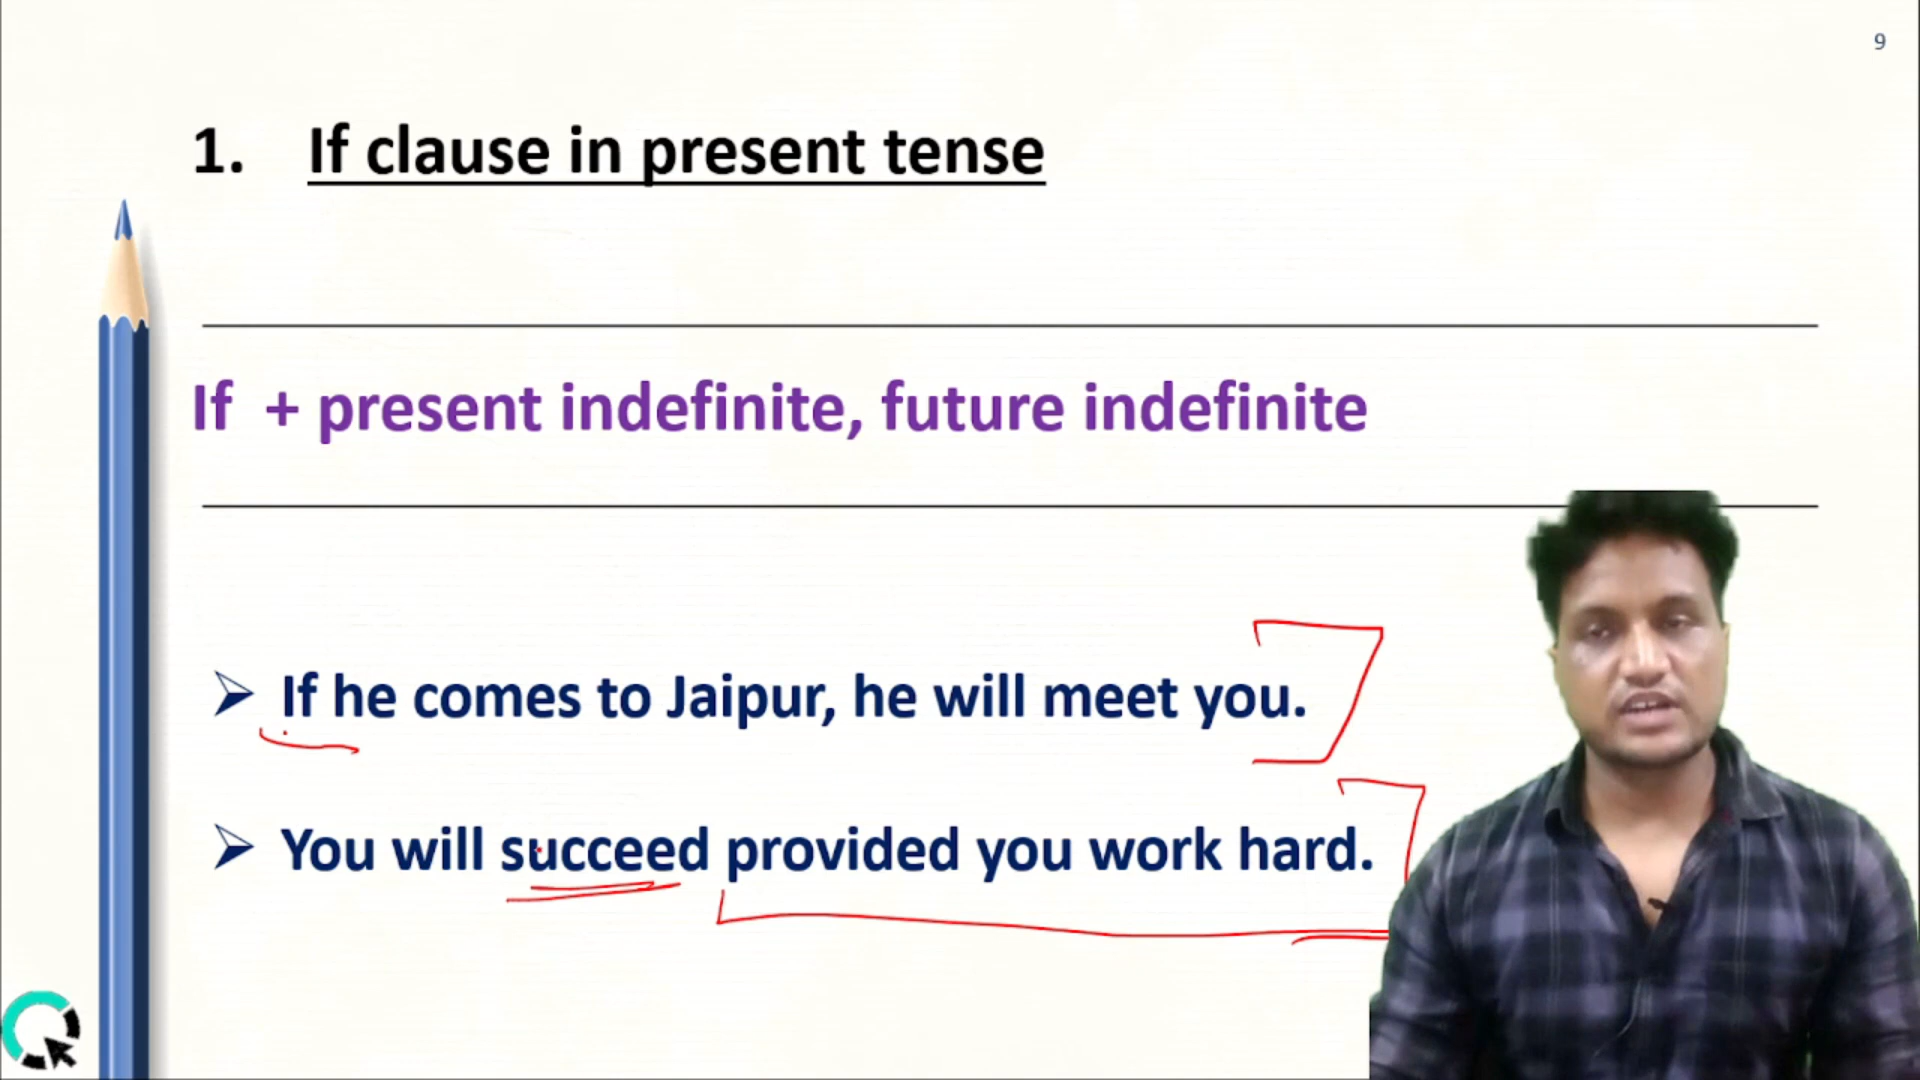 9
1. If clause in present tense
If + present indefinite, future indefinite
If he comes to Jaipur, he will meet you.
You will succeed provided you work hard.